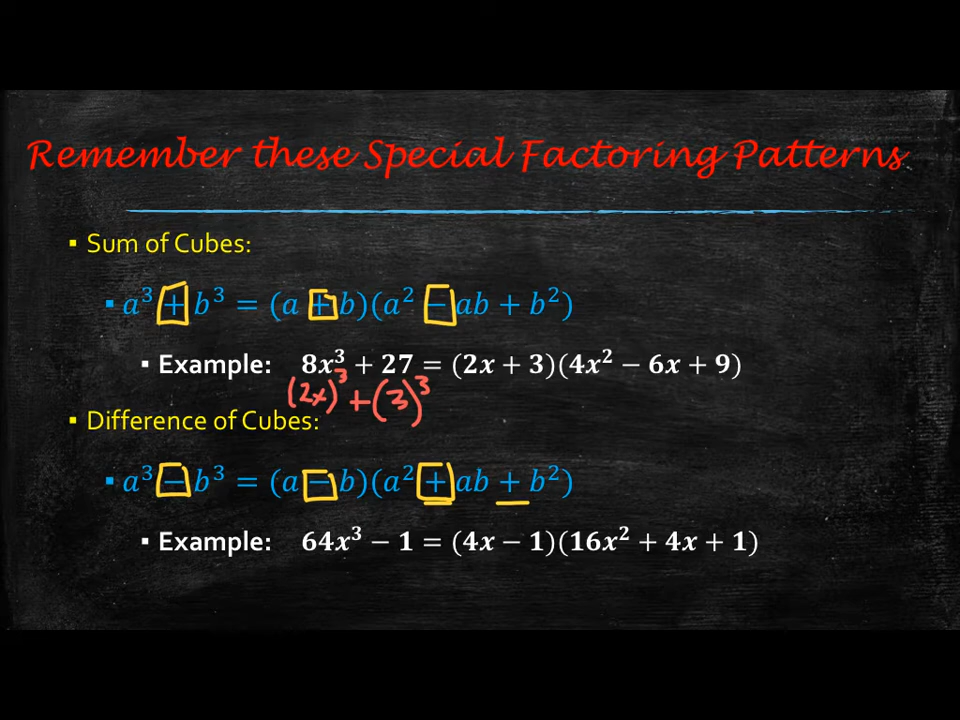 Remember these Special Factoring Patterns
▪ Sum of Cubes:
▪ a³ + b³ = (a + b)(a² − ab + b²)
▪ Example: 8x³ + 27 = (2x + 3)(4x² − 6x + 9)
(2x)³ + (3)³
▪ Difference of Cubes:
▪ a³ − b³ = (a − b)(a² + ab + b²)
▪ Example: 64x³ − 1 = (4x − 1)(16x² + 4x + 1)